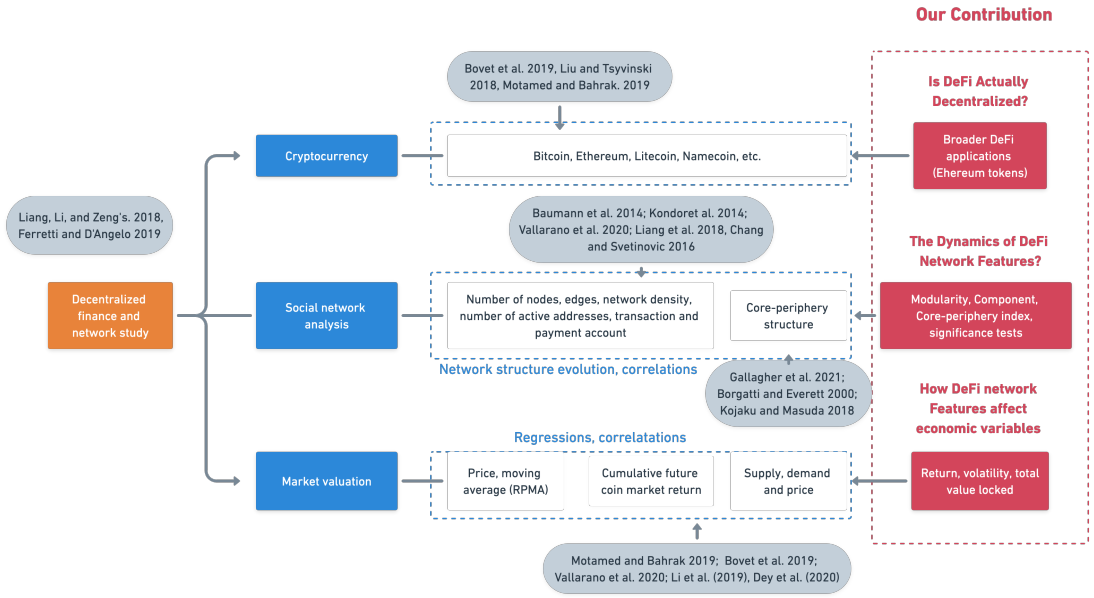 Our Contribution
Bovet et al. 2019, Liu and Tsyvinski
2018, Motamed and Bahrak. 2019
Is DeFi Actually
Decentralized?
Cryptocurrency
Bitcoin, Ethereum, Litecoin, Namecoin, etc.
Broader DeFi
applications
(Ehereum tokens)
Liang, Li, and Zeng's. 2018,
Ferretti and D'Angelo 2019
Baumann et al. 2014; Kondoret al. 2014;
Vallarano et al. 2020; Liang et al. 2018, Chang
and Svetinovic 2016
The Dynamics of DeFi
Network Features?
Decentralized
finance and
network study
Social network
analysis
Number of nodes, edges, network density,
number of active addresses, transaction and
payment account
Core-periphery
structure
Modularity, Component,
Core-periphery index,
significance tests
Network structure evolution, correlations
Gallagher et al. 2021;
Borgatti and Everett 2000;
Kojaku and Masuda 2018
How DeFi network
Features affect
economic variables
Regressions, correlatations
Market valuation
Price, moving
average (RPMA)
Cumulative future
coin market return
Supply, demand
and price
Return, volatility, total
value locked
Motamed and Bahrak 2019; Bovet et al. 2019;
Vallarano et al. 2020; Li et al. (2019), Dey et al. (2020)